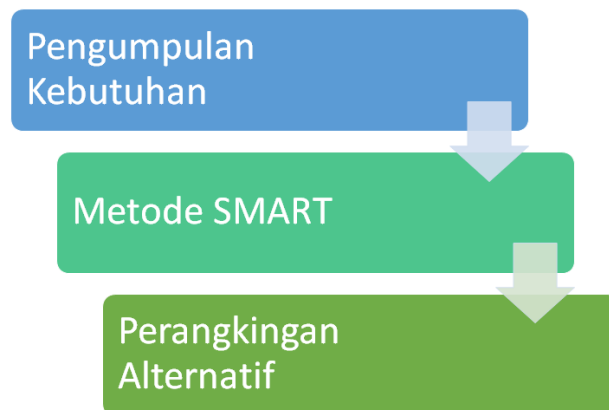 Pengumpulan
Kebutuhan
Metode SMART
Perangkingan
Alternatif